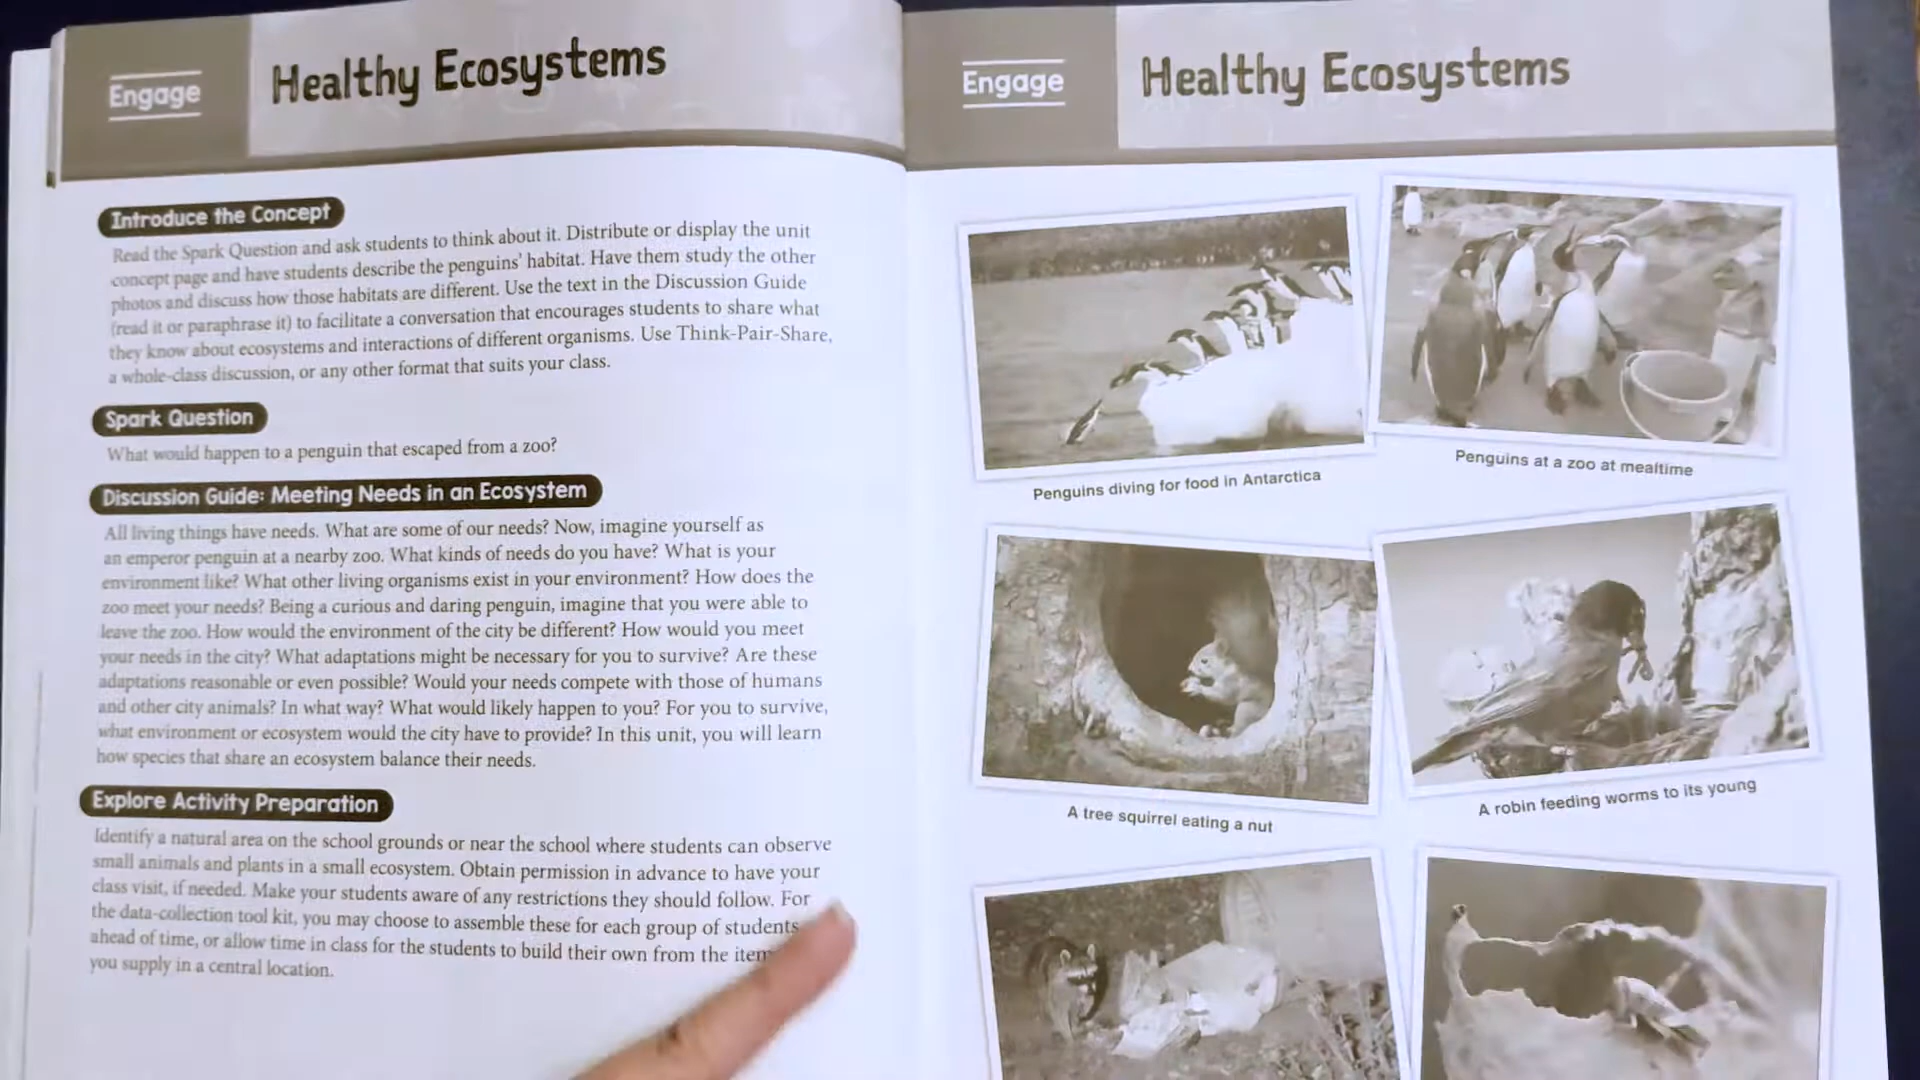 Engage
Healthy Ecosystems
Introduce the Concept
Read the Spark Question and ask students to think about it. Distribute or display the unit
concept page and have students describe the penguins' habitat. Have them study the other
photos and discuss how those habitats are different. Use the text in the Discussion Guide
(read it or paraphrase it) to facilitate a conversation that encourages students to share what
they know about ecosystems and interactions of different organisms. Use Think-Pair-Share,
a whole-class discussion, or any other format that suits your class.
Spark Question
What would happen to a penguin that escaped from a zoo?
Discussion Guide: Meeting Needs in an Ecosystem
All living things have needs. What are some of our needs? Now, imagine yourself as
an emperor penguin at a nearby zoo. What kinds of needs do you have? What is your
environment like? What other living organisms exist in your environment? How does the
zoo meet your needs? Being a curious and daring penguin, imagine that you were able to
leave the zoo. How would the environment of the city be different? How would you meet
your needs in the city? What adaptations might be necessary for you to survive? Are these
adaptations reasonable or even possible? Would your needs compete with those of humans
and other city animals? In what way? What would likely happen to you? For you to survive,
what environment or ecosystem would the city have to provide? In this unit, you will learn
how species that share an ecosystem balance their needs.
Explore Activity Preparation
Identify a natural area on the school grounds or near the school where students can observe
small animals and plants in a small ecosystem. Obtain permission in advance to have your
class visit, if needed. Make your students aware of any restrictions they should follow. For
the data-collection tool kit, you may choose to assemble these for each group of students
ahead of time, or allow time in class for the students to build their own from the item
you supply in a central location.
Engage
Healthy Ecosystems
Penguins diving for food in Antarctica
Penguins at a zoo at mealtime
A tree squirrel eating a nut
A robin feeding worms to its young